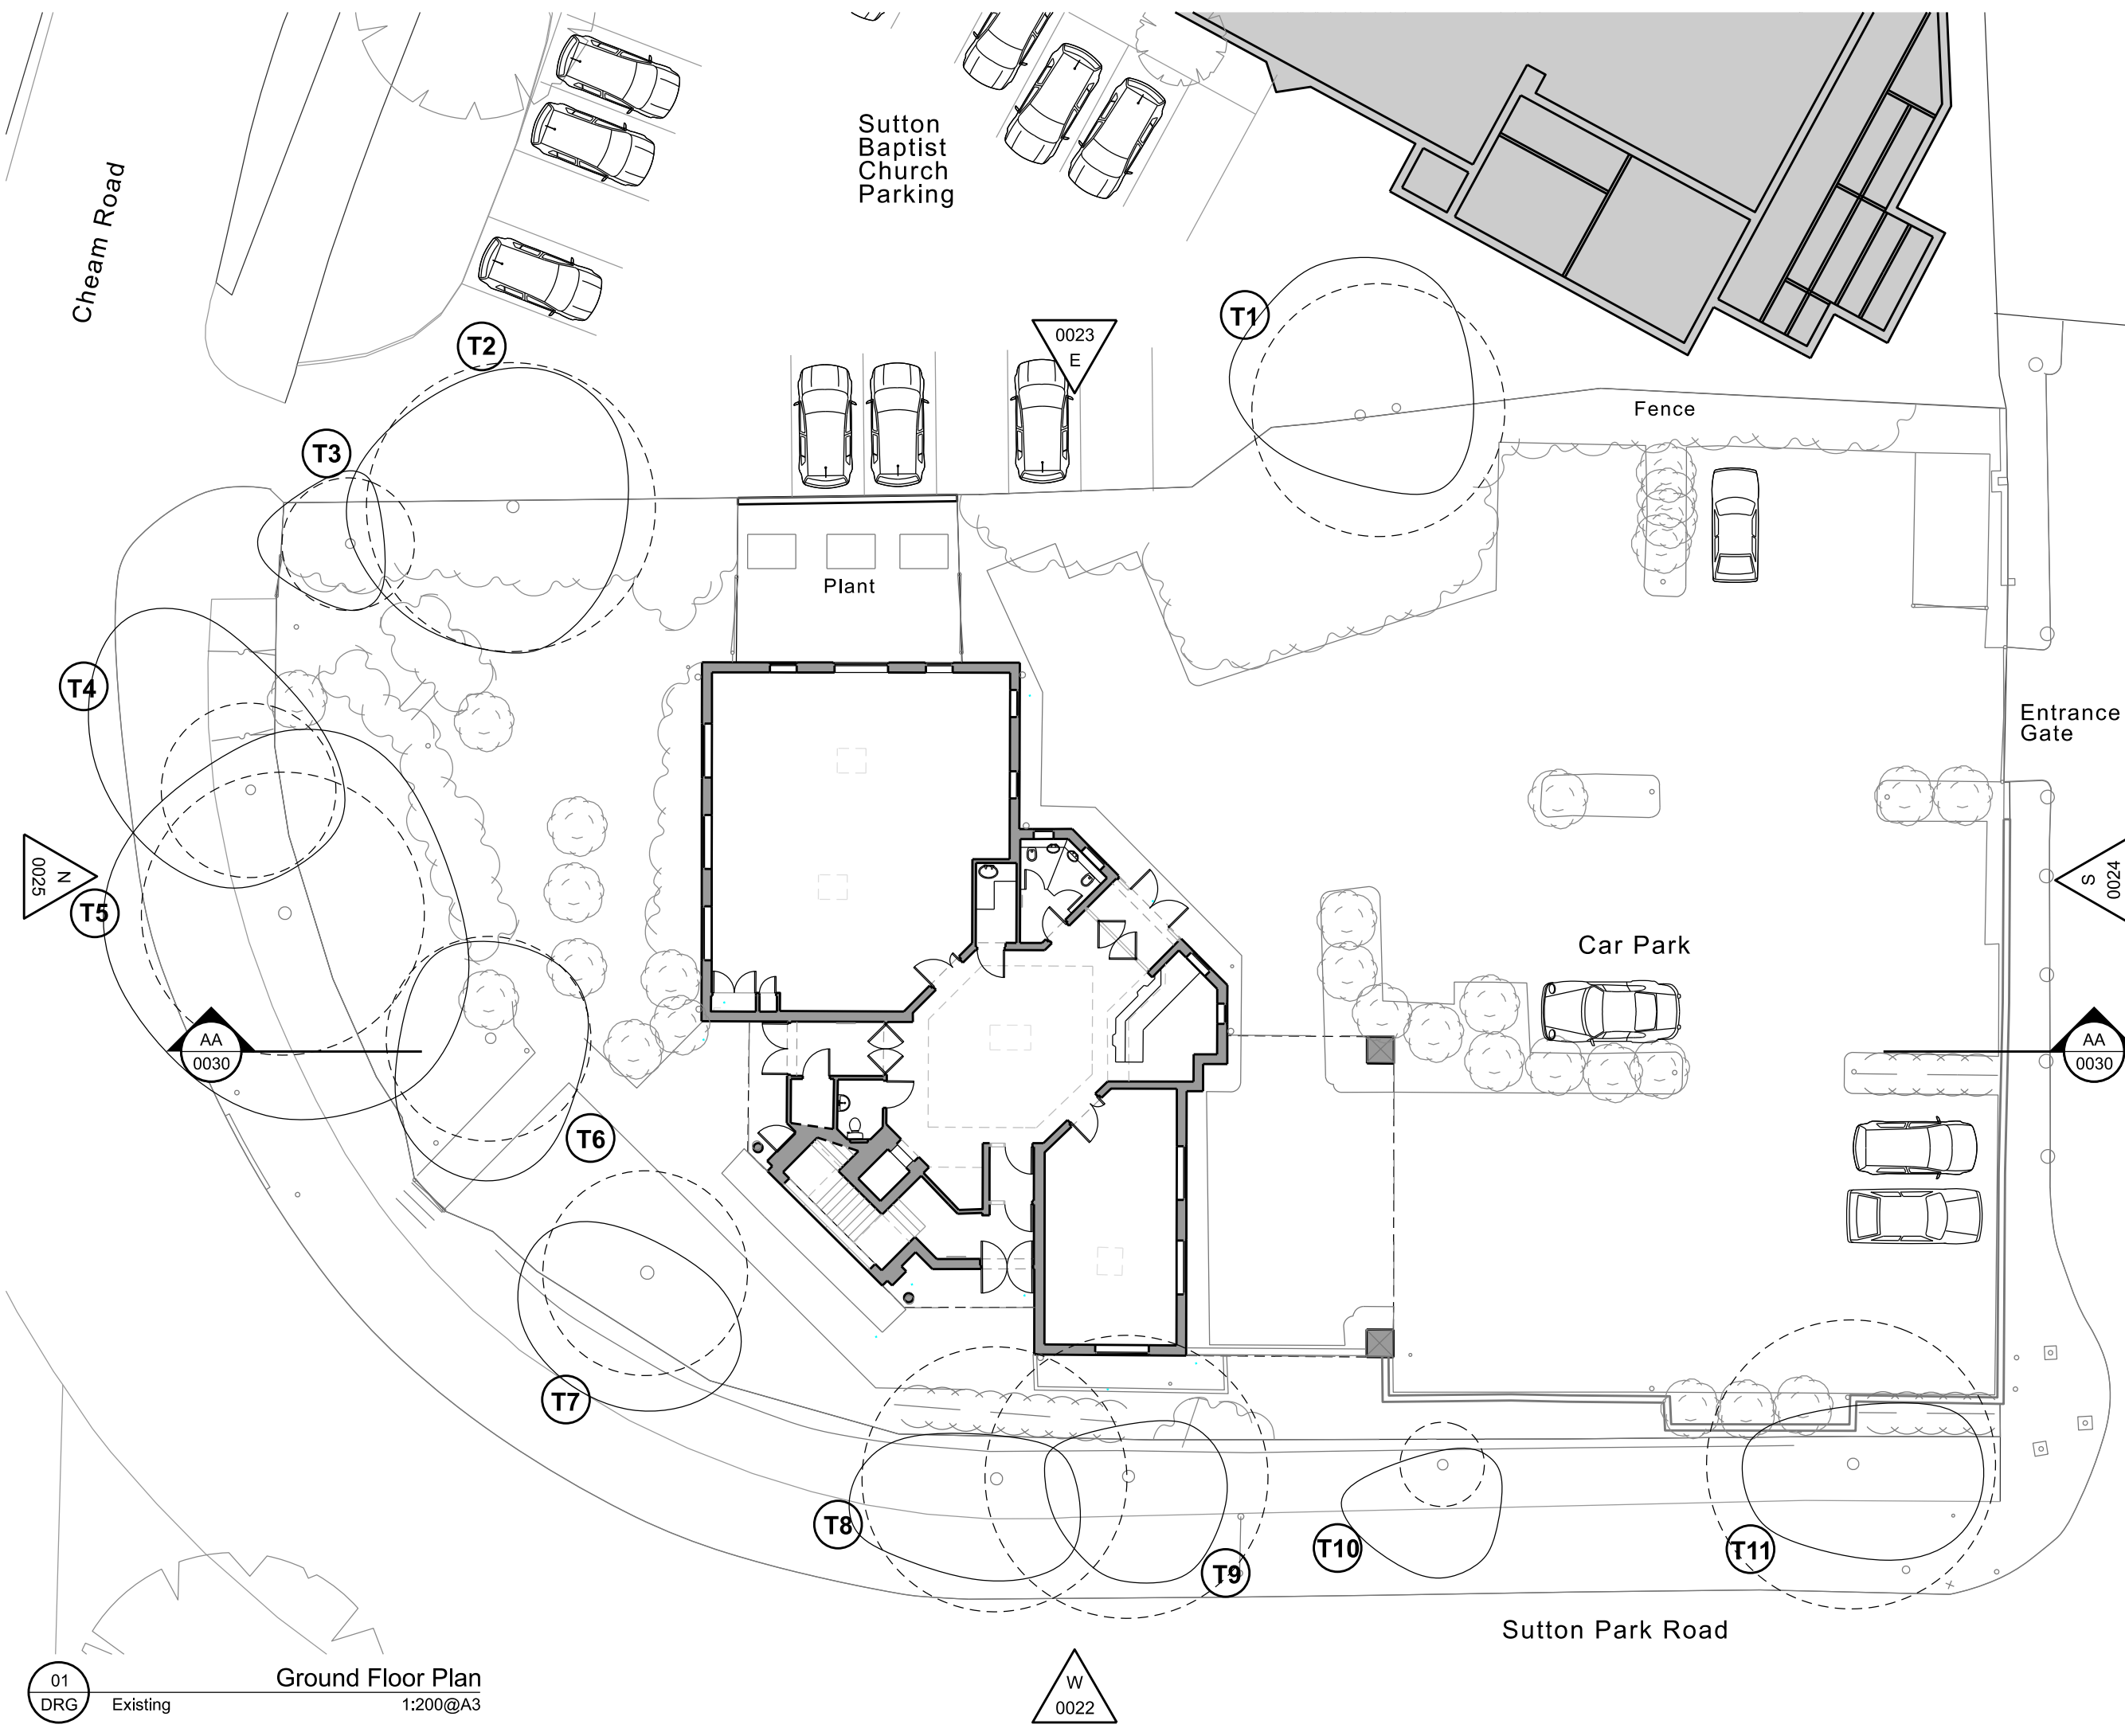 Sutton
Baptist
Church
Parking
Cheam Road
T1
0023
E
T2
Fence
T3
Plant
T4
Entrance
Gate
N
0025
S
0024
T5
Car Park
AA
0030
AA
0030
T6
T7
T8
T9
T10
T11
Sutton Park Road
W
0022
01
DRG
Ground Floor Plan
Existing
1:200@A3